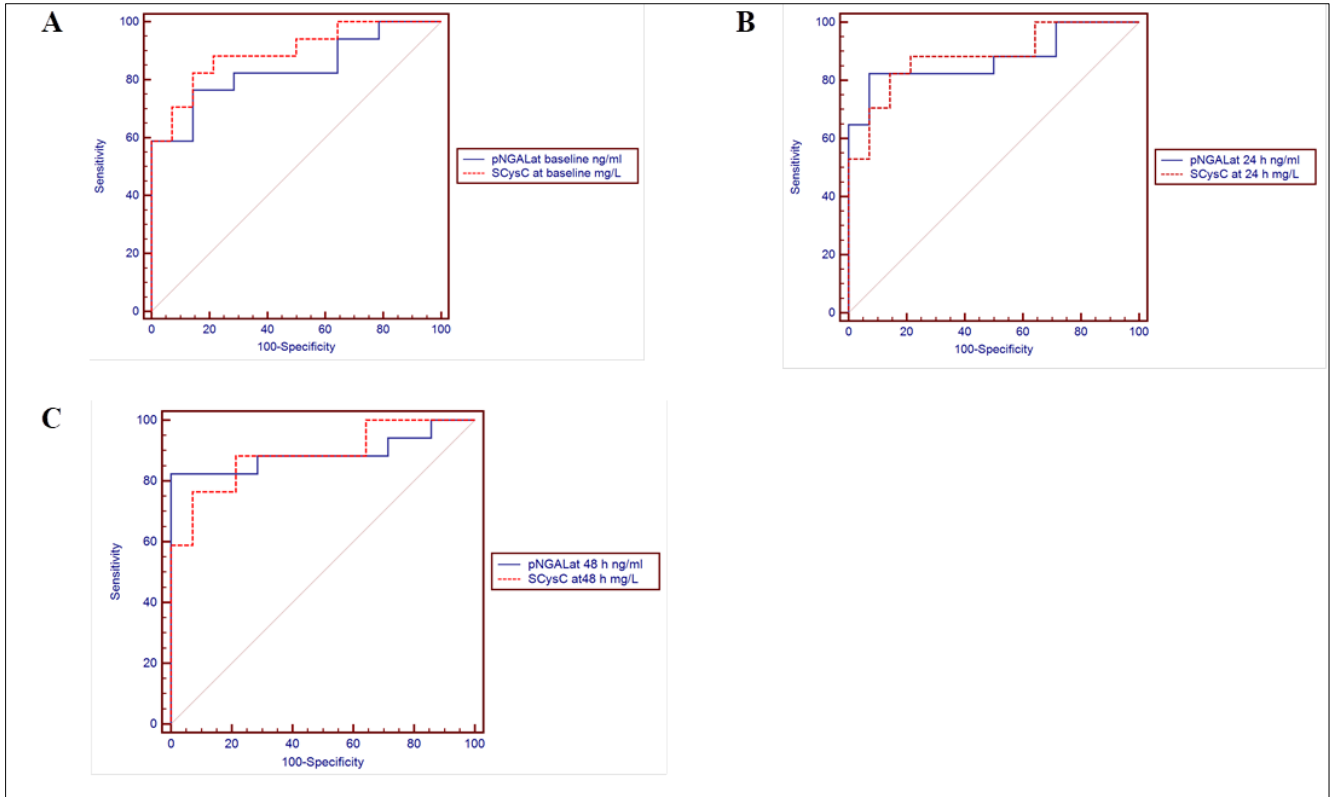 A
100
80
60
40
20
0
Sensitivity
0 20 40 60 80 100
100-Specificity
pNGALat baseline ng/ml
SCysC at baseline mg/L
B
100
80
60
40
20
0
Sensitivity
0 20 40 60 80 100
100-Specificity
pNGALat 24 h ng/ml
SCysC at 24 h mg/L
C
100
80
60
40
20
0
Sensitivity
0 20 40 60 80 100
100-Specificity
pNGALat 48 h ng/ml
SCysC at48 h mg/L